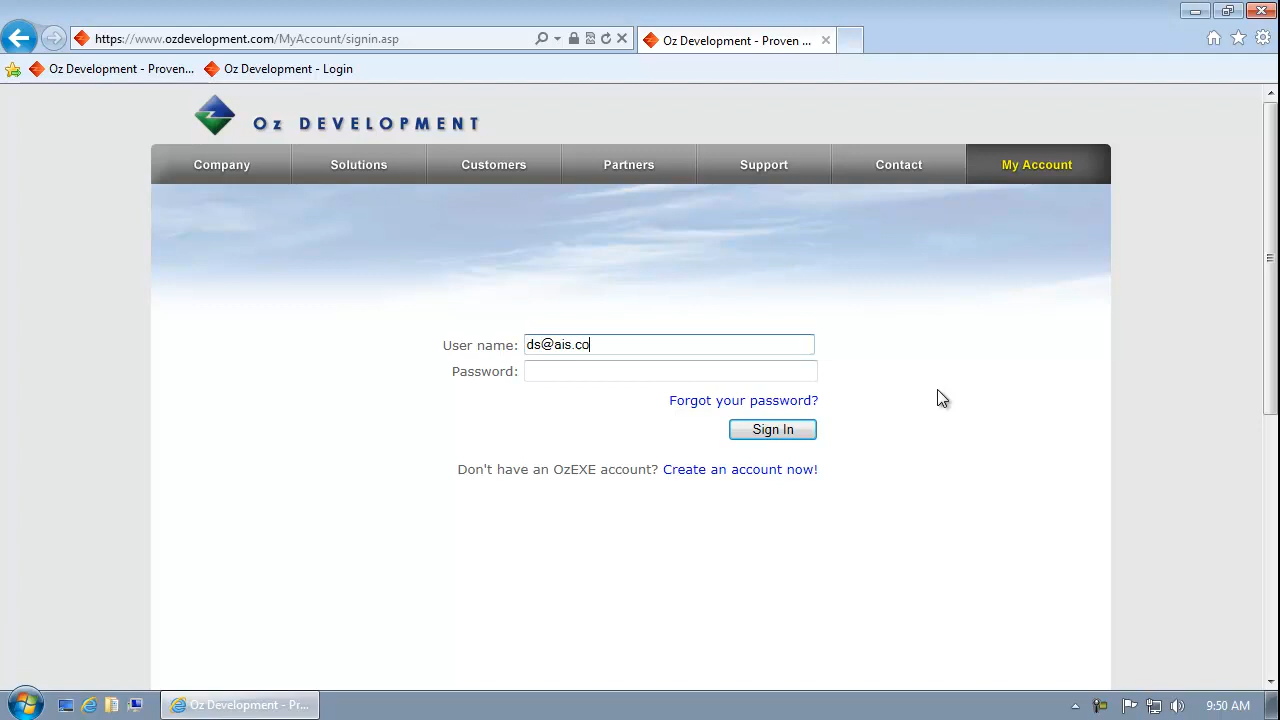 https://www.ozdevelopment.com/MyAccount/signin.asp
Oz Development - Proven ...
Oz Development - Proven...
Oz Development - Login
Oz DEVELOPMENT
Company
Solutions
Customers
Partners
Support
Contact
My Account
User name: ds@ais.co
Password:
Forgot your password?
Sign In
Don't have an OzEXE account? Create an account now!
Oz Development - Pr...
9:50 AM